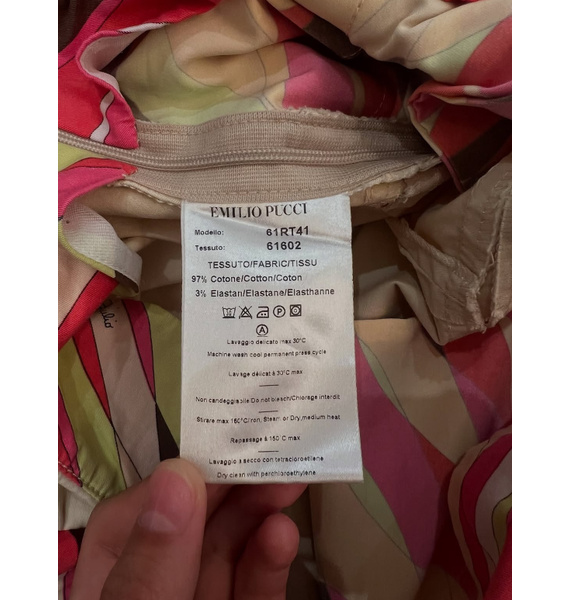 EMILIO PUCCI
Modello: 61RT41
Tessuto: 61602
TESSUTO/FABRIC/TISSU
97% Cotone/Cotton/Coton
3% Elastan/Elastane/Elasthanne
A
Lavaggio delicato max 30°C
Machine wash cool permanent press cycle
Lavage délicat à 30°C max
Non candeggiabile Do not bleach/Chlorage interdit
Stirare max 160°C/Iron, Steam or Dry, medium heat
Repassage à 160°C max
Lavaggio a secco con tetracloroetilene
Dry clean with perchloroethylene.